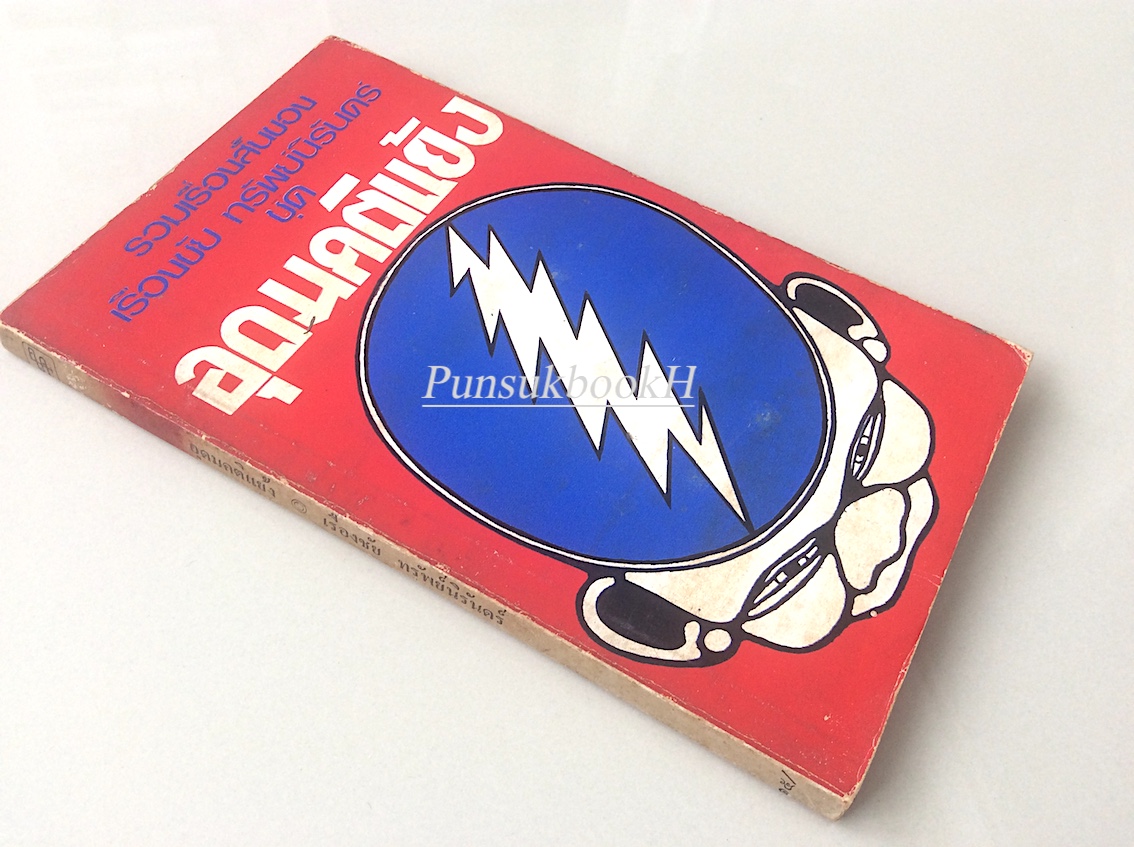 รวมเรื่อนสั้นของ
เรืองชัย ทรัพย์นิรันดร์
ชุด
อุดมคติแย้ง
PunsukbookH
อุดมคติแย้ง ◎ เรืองชัย ทรัพย์นิรันดร์